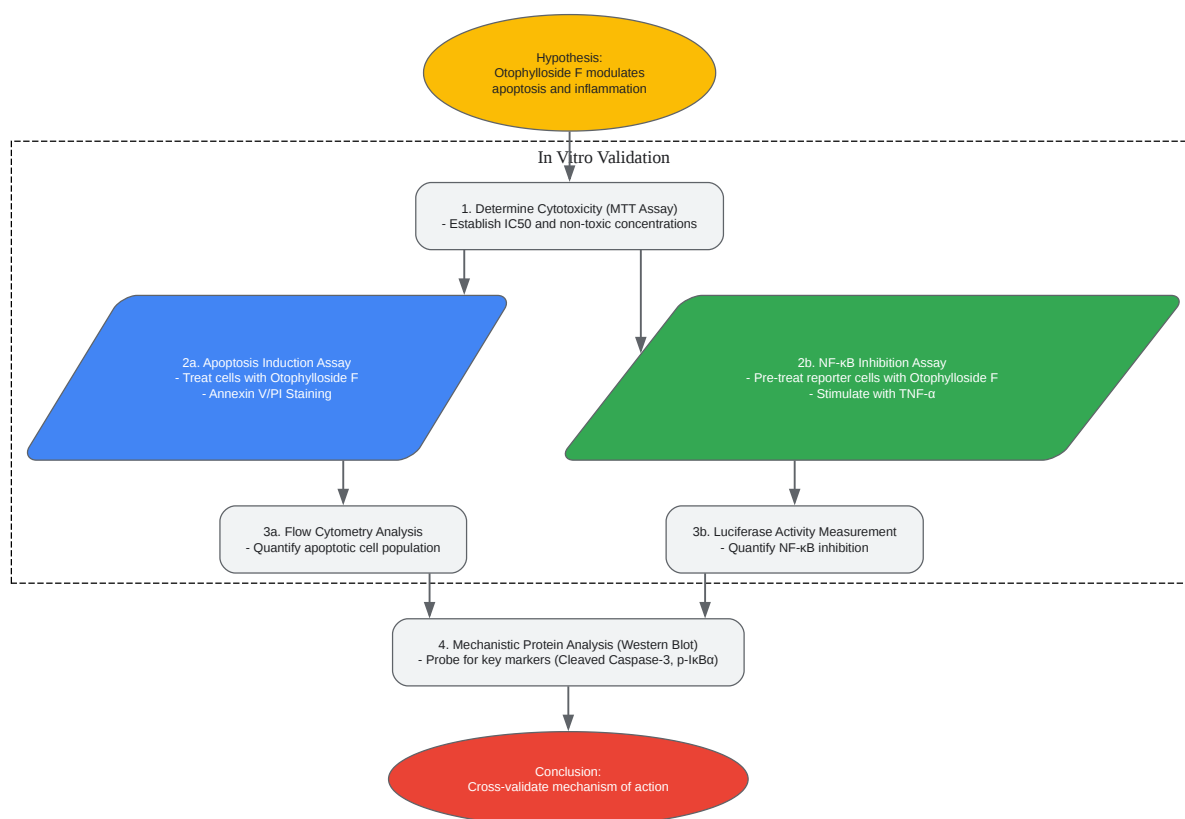 Hypothesis:
Otophylloside F modulates
apoptosis and inflammation
In Vitro Validation
1. Determine Cytotoxicity (MTT Assay)
- Establish IC50 and non-toxic concentrations
2a. Apoptosis Induction Assay
- Treat cells with Otophylloside F
- Annexin V/PI Staining
2b. NF-κB Inhibition Assay
- Pre-treat reporter cells with Otophylloside F
- Stimulate with TNF-α
3a. Flow Cytometry Analysis
- Quantify apoptotic cell population
3b. Luciferase Activity Measurement
- Quantify NF-κB inhibition
4. Mechanistic Protein Analysis (Western Blot)
- Probe for key markers (Cleaved Caspase-3, p-IκBα)
Conclusion:
Cross-validate mechanism of action